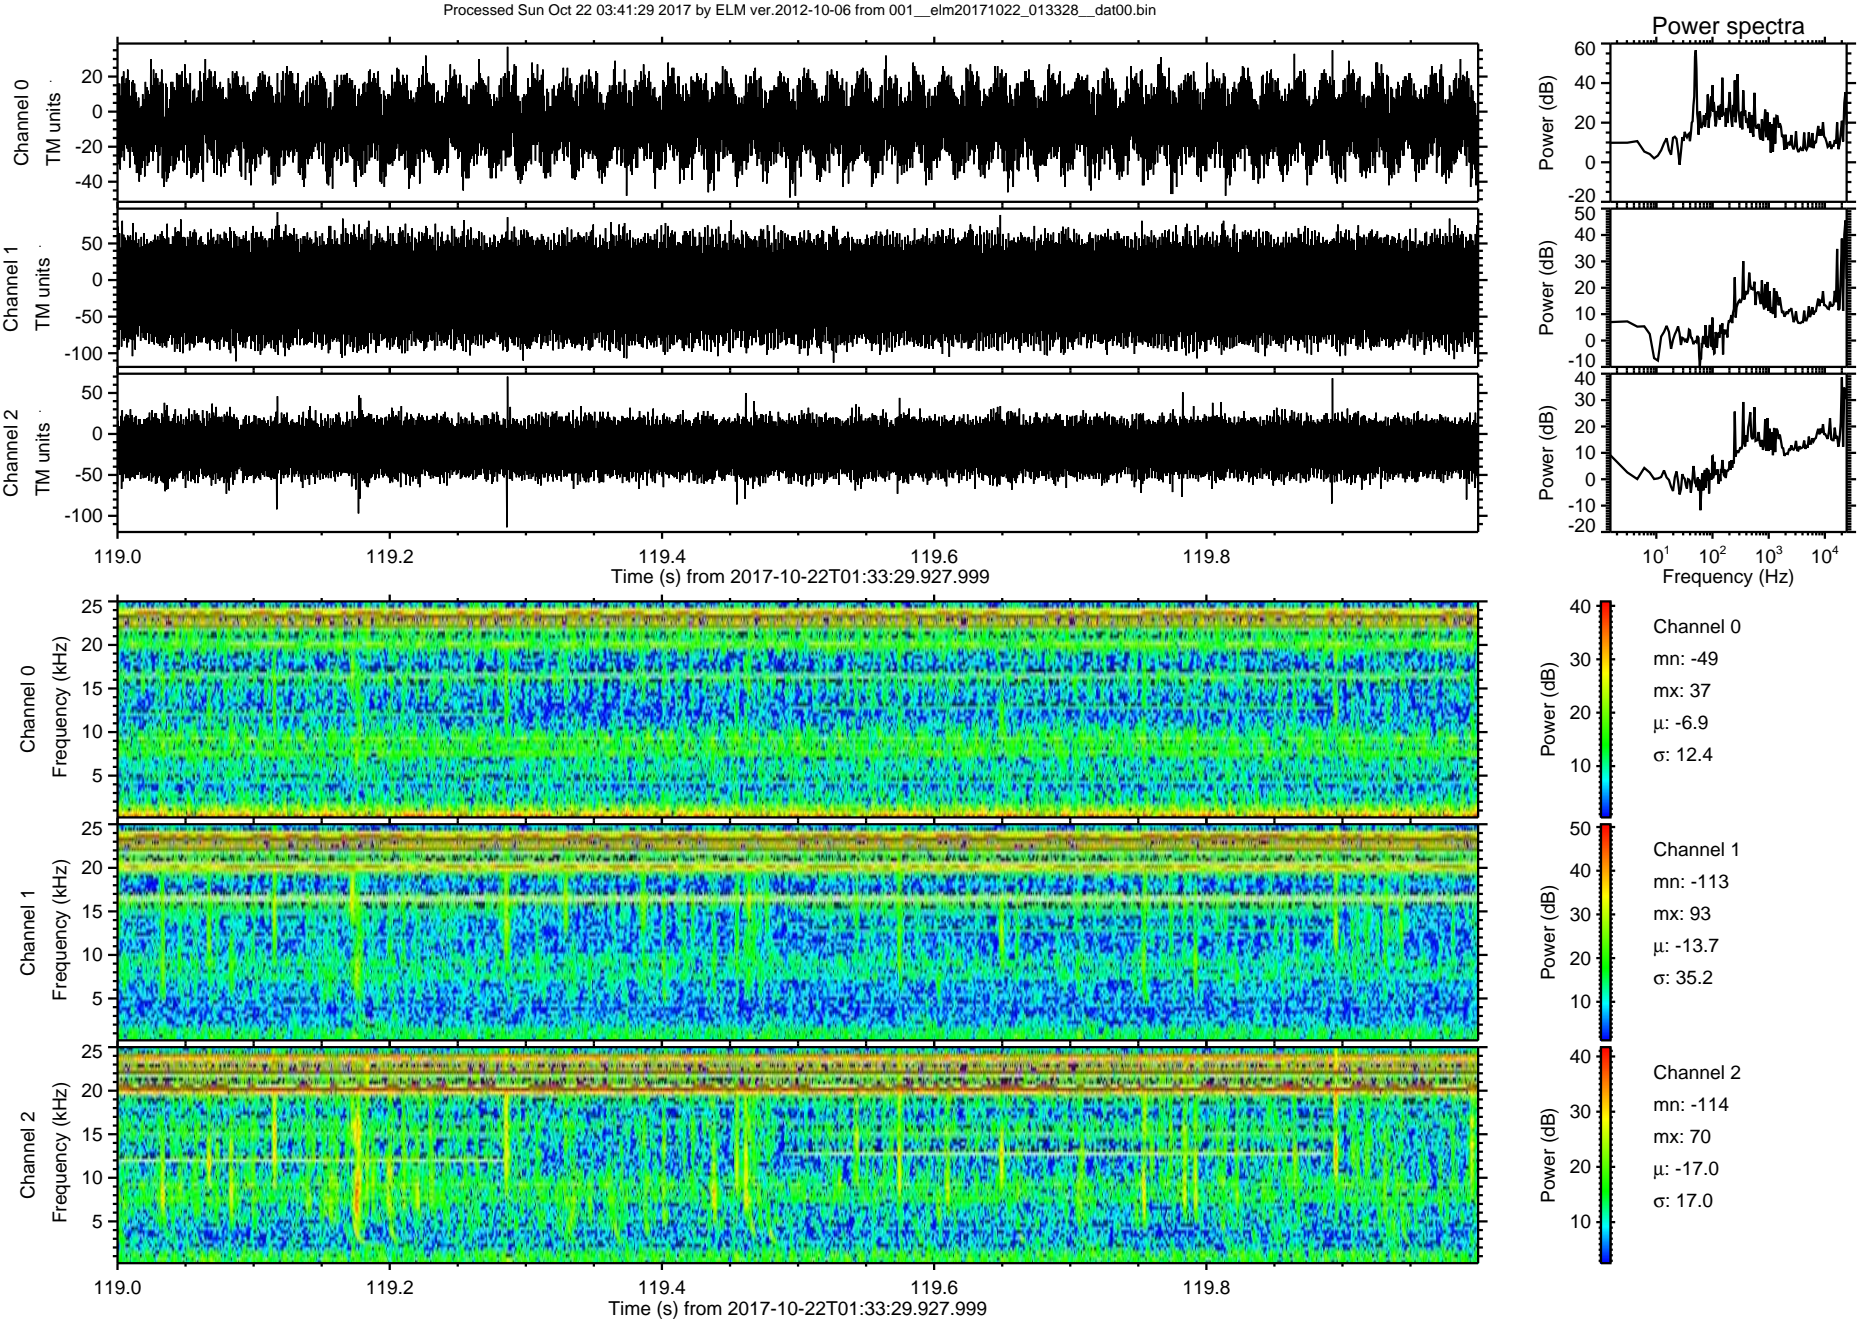 Processed Sun Oct 22 03:41:29 2017 by ELM ver.2012-10-06 from 001__elm20171022_013328__dat00.bin
Power spectra
Channel 0
TM units
20
0
-20
-40
Power (dB)
60
40
20
0
-20
Channel 1
TM units
50
0
-50
-100
Power (dB)
50
40
30
20
10
0
-10
Channel 2
TM units
50
0
-50
-100
Power (dB)
40
30
20
10
0
-10
-20
119.0 119.2 119.4 119.6 119.8
Time (s) from 2017-10-22T01:33:29.927.999
10^1 10^2 10^3 10^4
Frequency (Hz)
Channel 0
Frequency (kHz)
25
20
15
10
5
Power (dB)
40
30
20
10
Channel 0
mn: -49
mx: 37
μ: -6.9
σ: 12.4
Channel 1
Frequency (kHz)
25
20
15
10
5
Power (dB)
50
40
30
20
10
Channel 1
mn: -113
mx: 93
μ: -13.7
σ: 35.2
Channel 2
Frequency (kHz)
25
20
15
10
5
Power (dB)
40
30
20
10
Channel 2
mn: -114
mx: 70
μ: -17.0
σ: 17.0
119.0 119.2 119.4 119.6 119.8
Time (s) from 2017-10-22T01:33:29.927.999